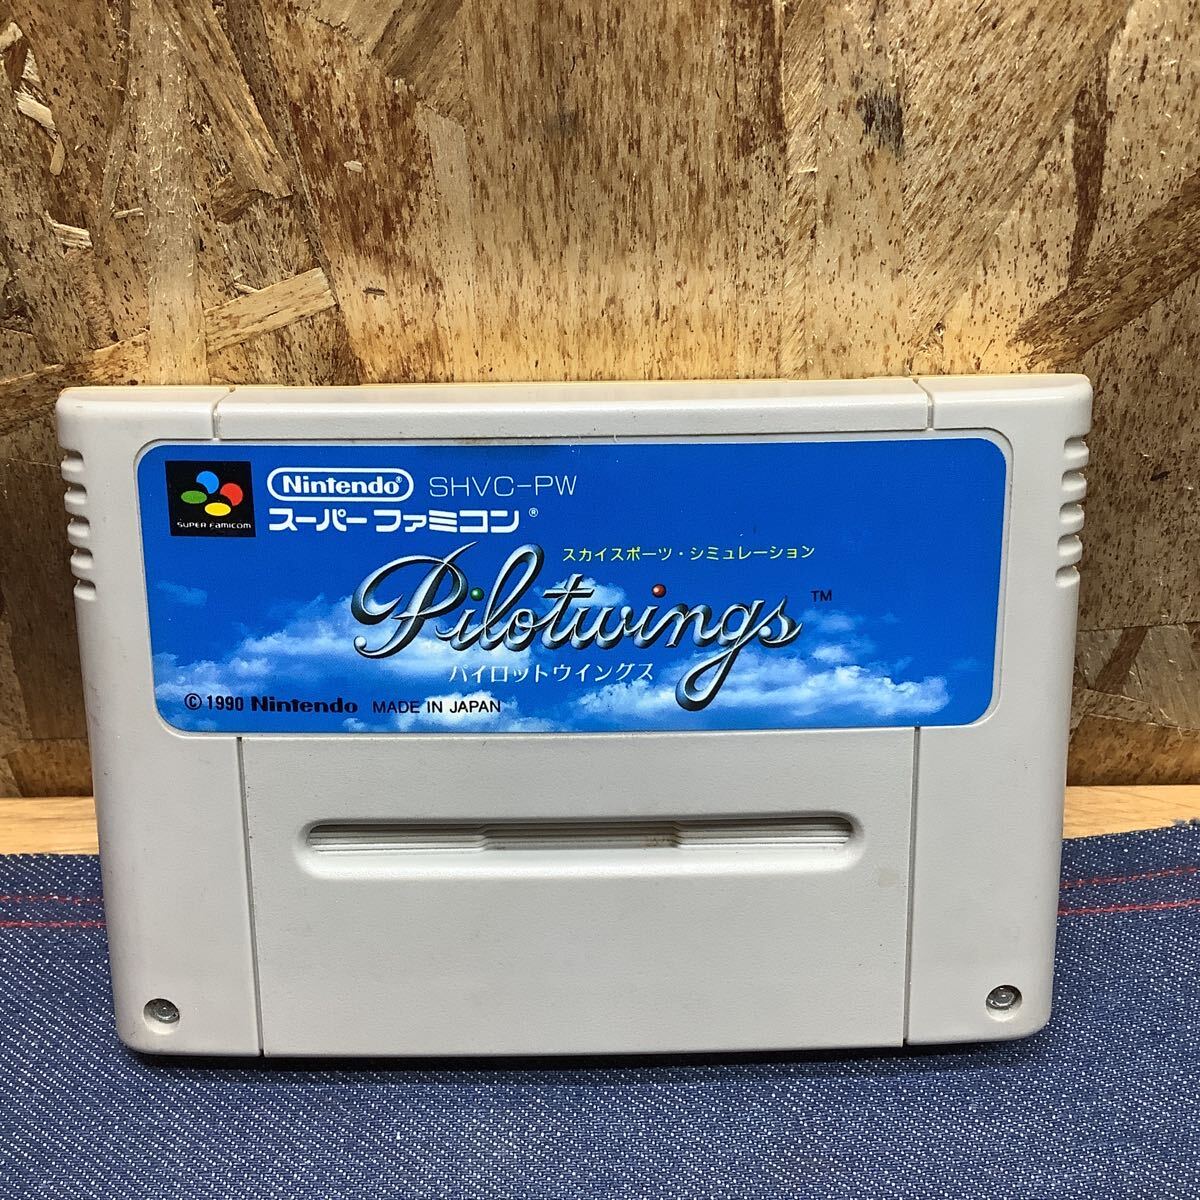 SUPER FAMICOM
Nintendo® SHVC-PW
スーパーファミコン®
スカイスポーツ・シミュレーション
Pilotwings™
パイロットウイングス
©1990 Nintendo MADE IN JAPAN